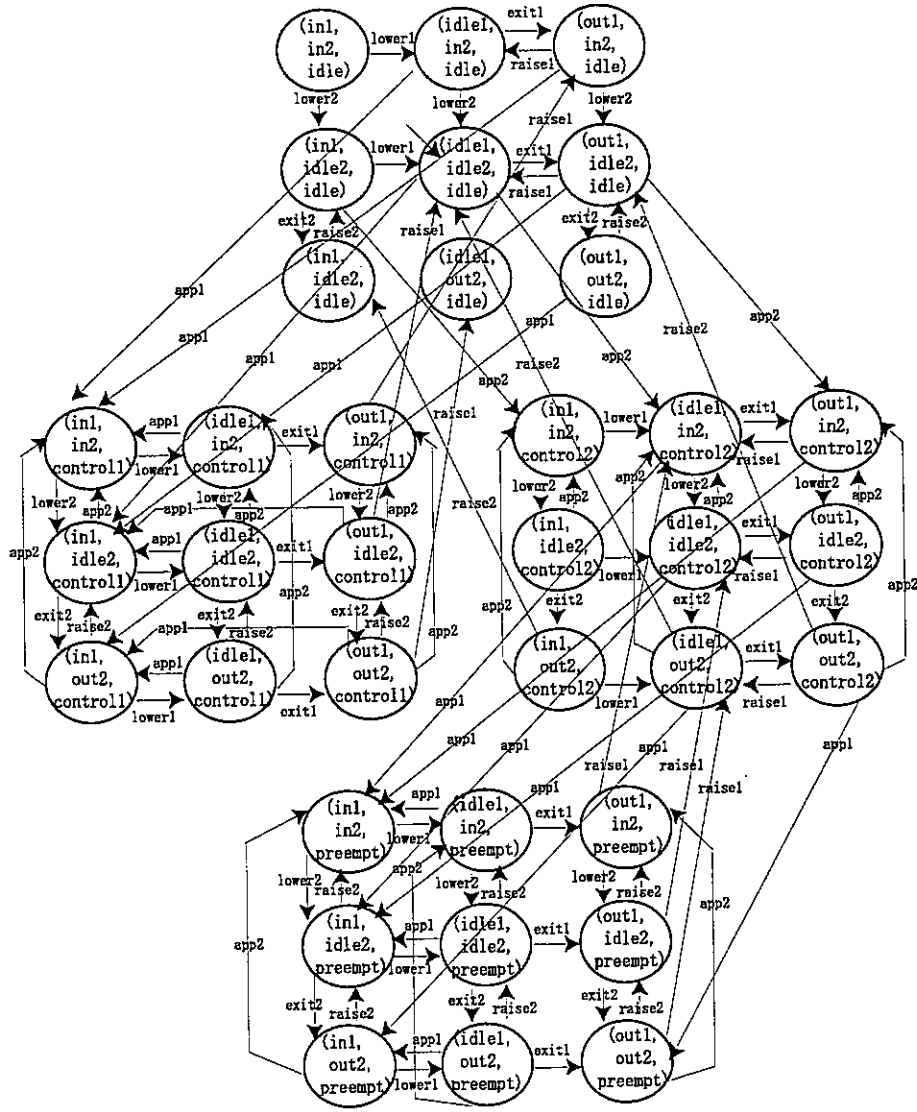 (in1,
in2,
idle)
lower1
(idle1,
in2,
idle)
exit1
raise1
(out1,
in2,
idle)
lower2
lower2
raise1
lower2
(in1,
idle2,
idle)
lower1
(idle1,
idle2,
idle)
exit1
raise1
(out1,
idle2,
idle)
exit2
raise2
raise1
exit2
raise2
(in1,
idle2,
idle)
(idle1,
out2,
idle)
(out1,
out2,
idle)
app1
app1
app1
app1
app1
raise2
raise2
app2
app2
app2
raise1
(in1,
in2,
control1)
app1
lower1
(idle1,
in2,
control1)
exit1
(out1,
in2,
control1)
(in1,
in2,
control2)
lower1
(idle1,
in2,
control2)
exit1
raise1
(out1,
in2,
control2)
lower2
app2
lower2
app2
lower2
app2
raise2
lower2
app2
lower2
app2
lower2
app2
app1
(in1,
idle2,
control1)
app1
lower1
(idle1,
idle2,
control1)
exit1
(out1,
idle2,
control1)
(in1,
idle2,
control2)
lower1
(idle1,
idle2,
control2)
exit1
raise1
(out1,
idle2,
control2)
app2
app2
app2
app2
app2
exit2
raise2
app1
exit2
raise2
exit2
raise2
exit2
exit2
exit2
(in1,
out2,
control1)
app1
lower1
(idle1,
out2,
control1)
exit1
(out1,
out2,
control1)
(in1,
out2,
control2)
lower1
(idle1,
out2,
control2)
exit1
raise1
(out1,
out2,
control2)
app1
app1
app1
app1
raise1
raise1
raise1
app1
(in1,
in2,
preempt)
app1
lower1
(idle1,
in2,
preempt)
exit1
(out1,
in2,
preempt)
lower2
raise2
app2
lower2
raise2
lower2
raise2
(in1,
idle2,
preempt)
app1
lower1
(idle1,
idle2,
preempt)
exit1
(out1,
idle2,
preempt)
app2
app2
exit2
raise2
exit2
raise2
exit2
raise2
(in1,
out2,
preempt)
app1
lower1
(idle1,
out2,
preempt)
exit1
(out1,
out2,
preempt)